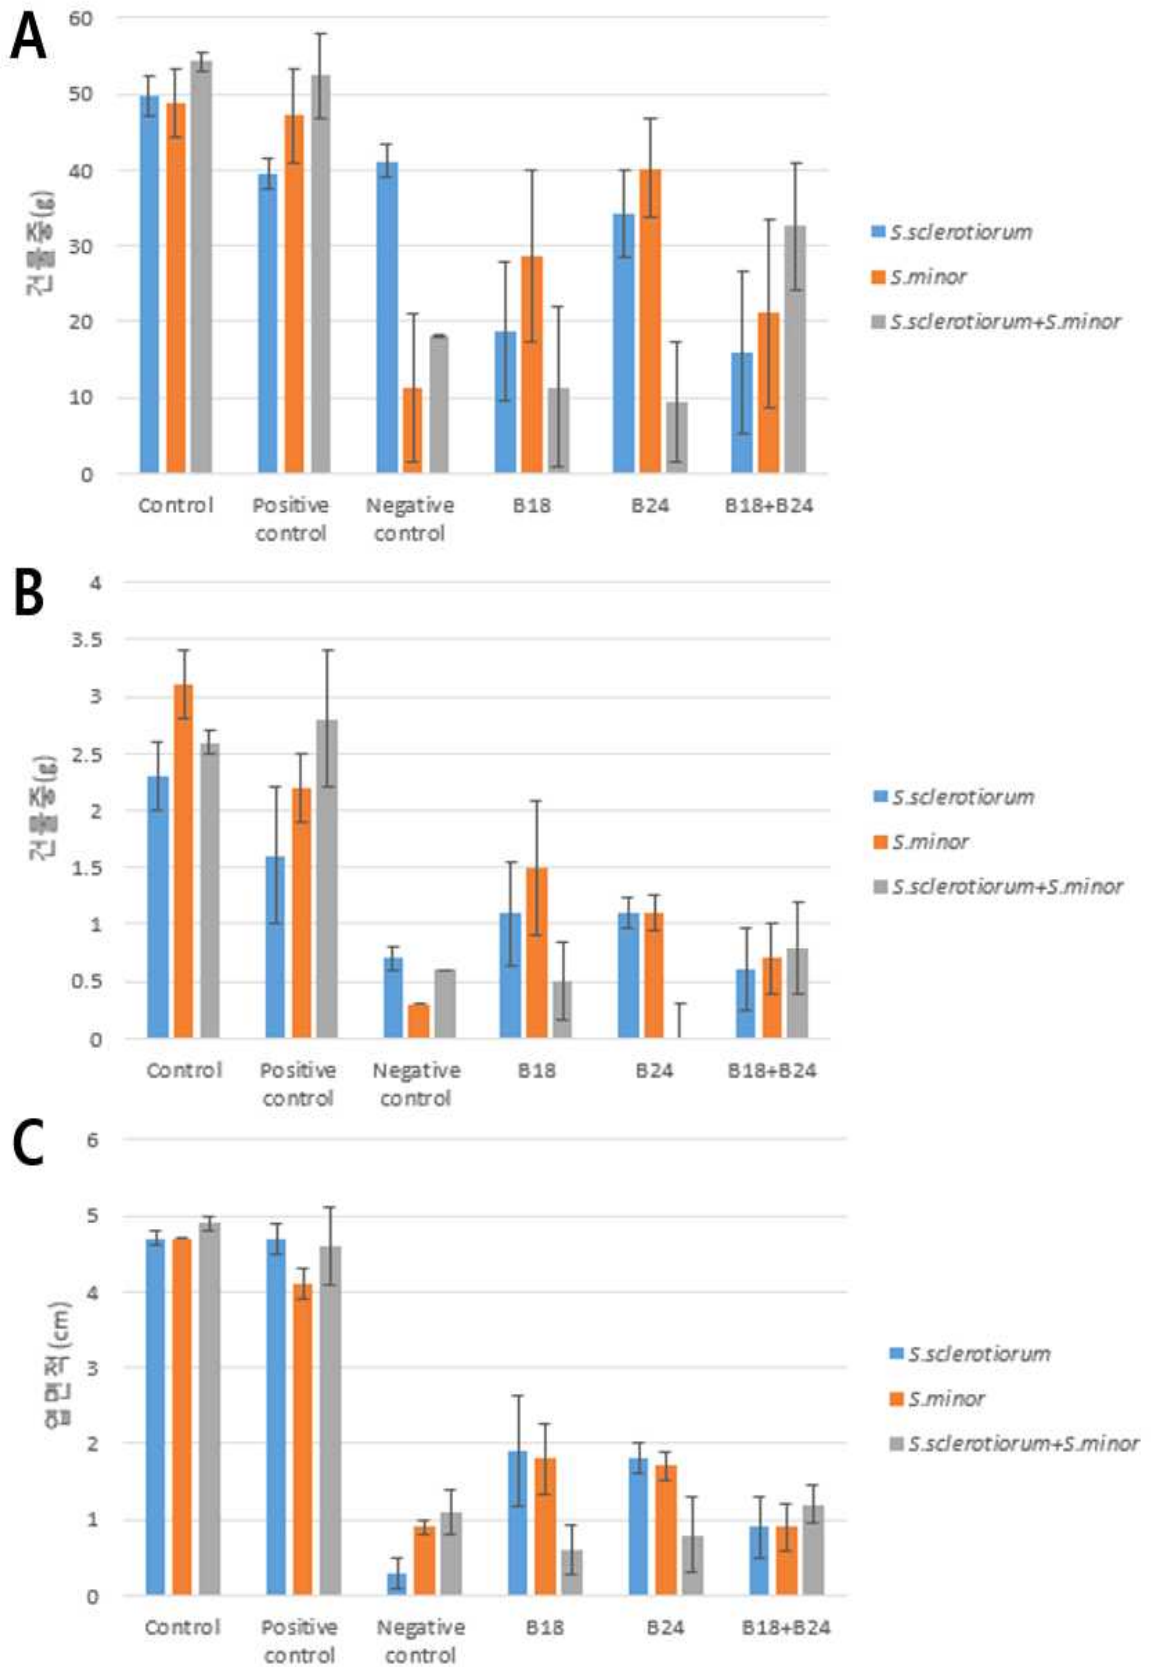 A
60
50
40
30
20
10
0
건물중(g)
Control
Positive control
Negative control
B18
B24
B18+B24
S.sclerotiorum
S.minor
S.sclerotiorum+S.minor
B
4
3.5
3
2.5
2
1.5
1
0.5
0
건물중(g)
Control
Positive control
Negative control
B18
B24
B18+B24
S.sclerotiorum
S.minor
S.sclerotiorum+S.minor
C
6
5
4
3
2
1
0
엽면적(cm)
Control
Positive control
Negative control
B18
B24
B18+B24
S.sclerotiorum
S.minor
S.sclerotiorum+S.minor